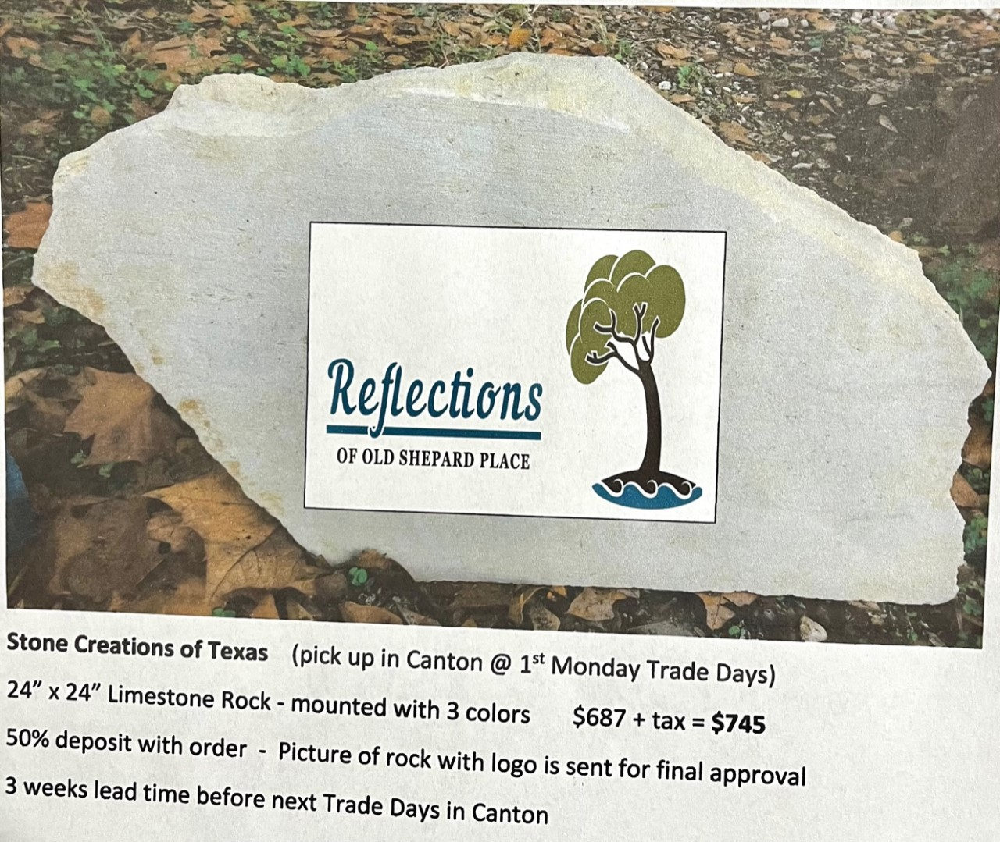 Reflections
OF OLD SHEPARD PLACE
Stone Creations of Texas (pick up in Canton @ 1st Monday Trade Days)
24” x 24” Limestone Rock - mounted with 3 colors $687 + tax = $745
50% deposit with order - Picture of rock with logo is sent for final approval
3 weeks lead time before next Trade Days in Canton